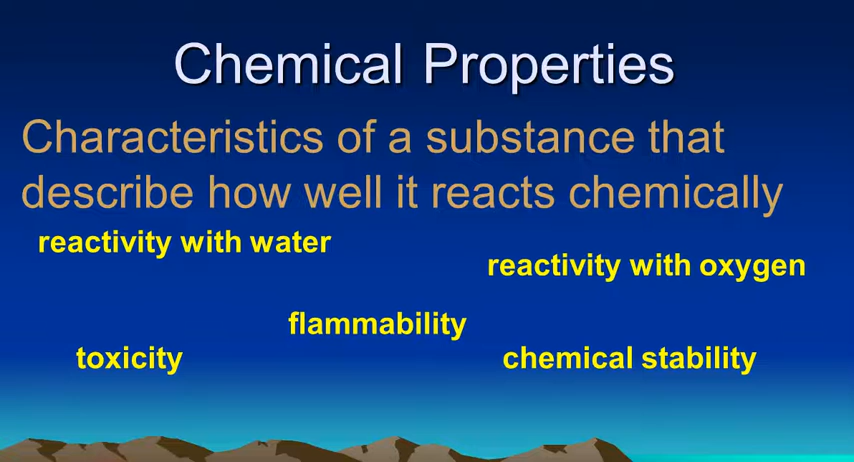 Chemical Properties
Characteristics of a substance that
describe how well it reacts chemically
reactivity with water
reactivity with oxygen
flammability
toxicity
chemical stability